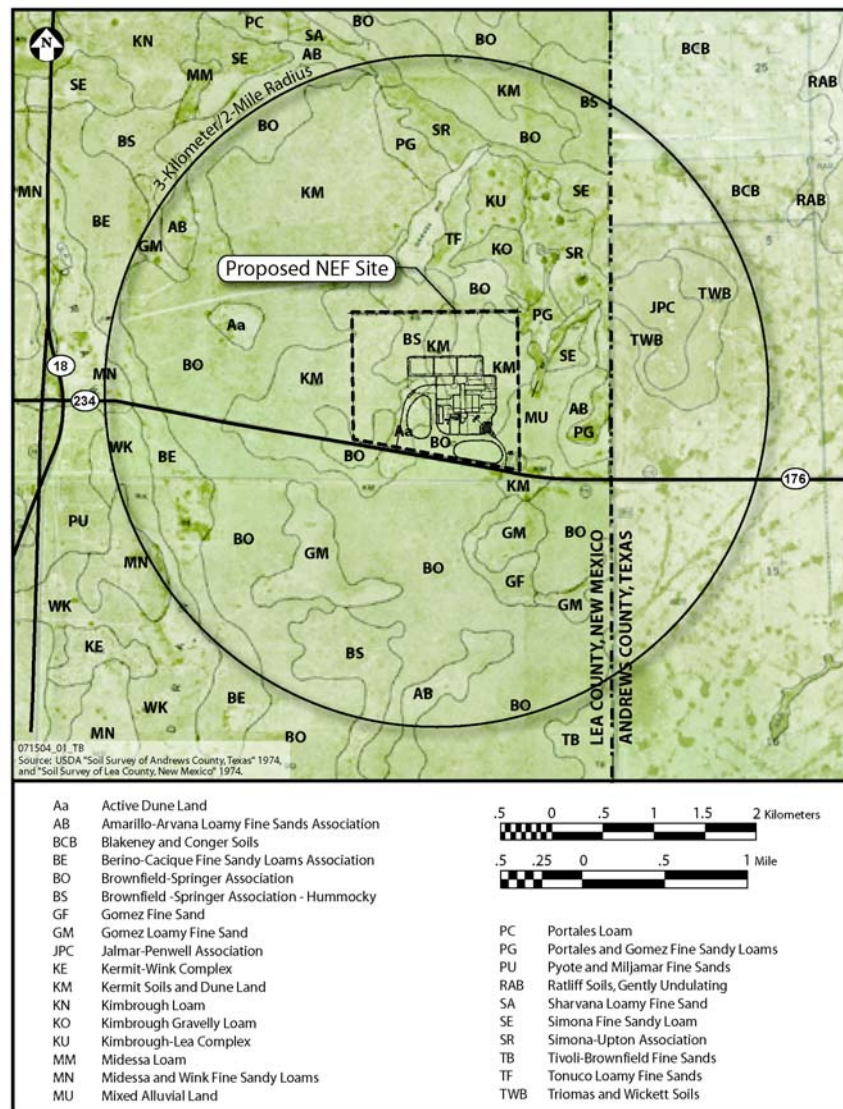 N
KN
PC
SA
BO
BO
BCB
25
SE
MM
SE
AB
RAB
3-Kilometer/2-Mile Radius
KM
BS
BS
BO
SR
BO
PG
MN
KM
KU
SE
BCB
RAB
BE
AB
5
GM
TF
KO
SR
Proposed NEF Site
BO
JPC
TWB
Aa
PG
BS
KM
TWB
SE
BO
18
MN
KM
KM
234
MU
AB
Aa
BO
PG
WK
BE
BO
KM
176
PU
GM
BO
BO
GM
BO
MN
GF
WK
GM
KE
BS
LEA COUNTY, NEW MEXICO
ANDREWS COUNTY, TEXAS
WK
BE
AB
BO
MN
BO
TB
071504_01_TB
Source: USDA "Soil Survey of Andrews County, Texas" 1974,
and "Soil Survey of Lea County, New Mexico" 1974.
Aa Active Dune Land
AB Amarillo-Arvana Loamy Fine Sands Association
BCB Blakeney and Conger Soils
BE Berino-Cacique Fine Sandy Loams Association
BO Brownfield-Springer Association
BS Brownfield -Springer Association - Hummocky
GF Gomez Fine Sand
GM Gomez Loamy Fine Sand
JPC Jalmar-Penwell Association
KE Kermit-Wink Complex
KM Kermit Soils and Dune Land
KN Kimbrough Loam
KO Kimbrough Gravelly Loam
KU Kimbrough-Lea Complex
MM Midessa Loam
MN Midessa and Wink Fine Sandy Loams
MU Mixed Alluvial Land
.5 0 .5 1 1.5 2 Kilometers
.5 .25 0 .5 1 Mile
PC Portales Loam
PG Portales and Gomez Fine Sandy Loams
PU Pyote and Miljamar Fine Sands
RAB Ratliff Soils, Gently Undulating
SA Sharvana Loamy Fine Sand
SE Simona Fine Sandy Loam
SR Simona-Upton Association
TB Tivoli-Brownfield Fine Sands
TF Tonuco Loamy Fine Sands
TWB Triomas and Wickett Soils